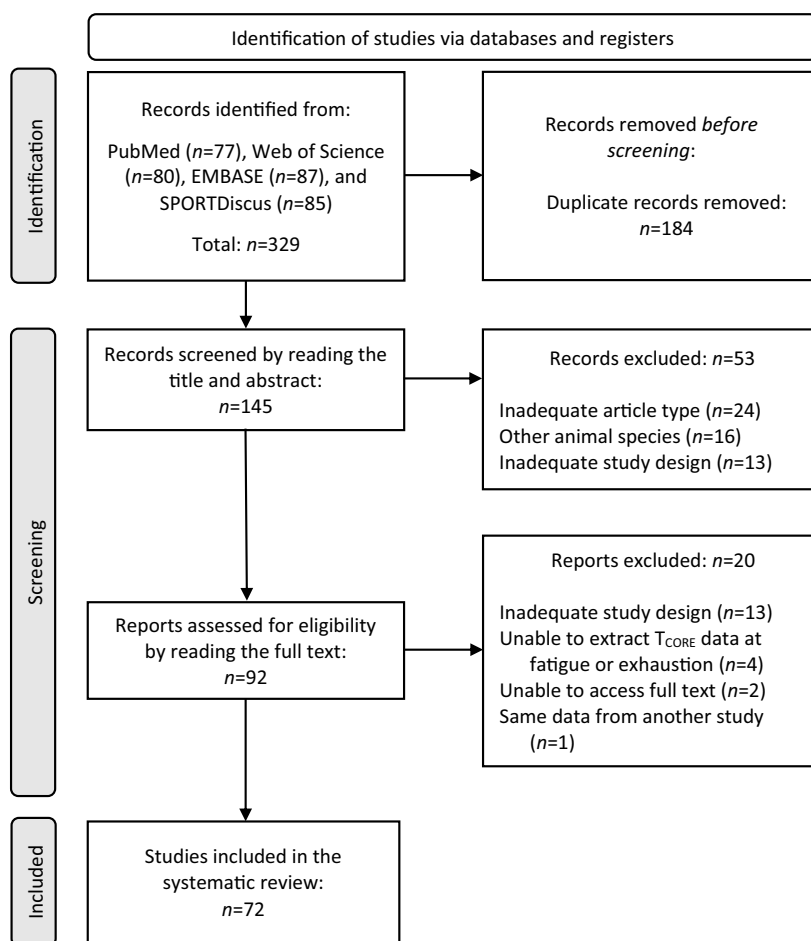 Identification of studies via databases and registers
Identification
Records identified from:
PubMed (n=77), Web of Science
(n=80), EMBASE (n=87), and
SPORTDiscus (n=85)
Total: n=329
Records removed before
screening:
Duplicate records removed:
n=184
Screening
Records screened by reading the
title and abstract:
n=145
Records excluded: n=53
Inadequate article type (n=24)
Other animal species (n=16)
Inadequate study design (n=13)
Reports assessed for eligibility
by reading the full text:
n=92
Reports excluded: n=20
Inadequate study design (n=13)
Unable to extract TCORE data at
fatigue or exhaustion (n=4)
Unable to access full text (n=2)
Same data from another study
(n=1)
Included
Studies included in the
systematic review:
n=72